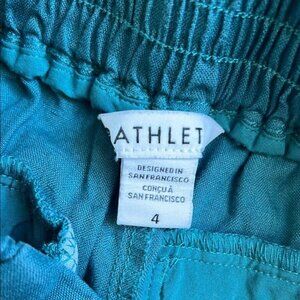 ATHLET
DESIGNED IN
SAN FRANCISCO
CONÇU À
SAN FRANCISCO
4